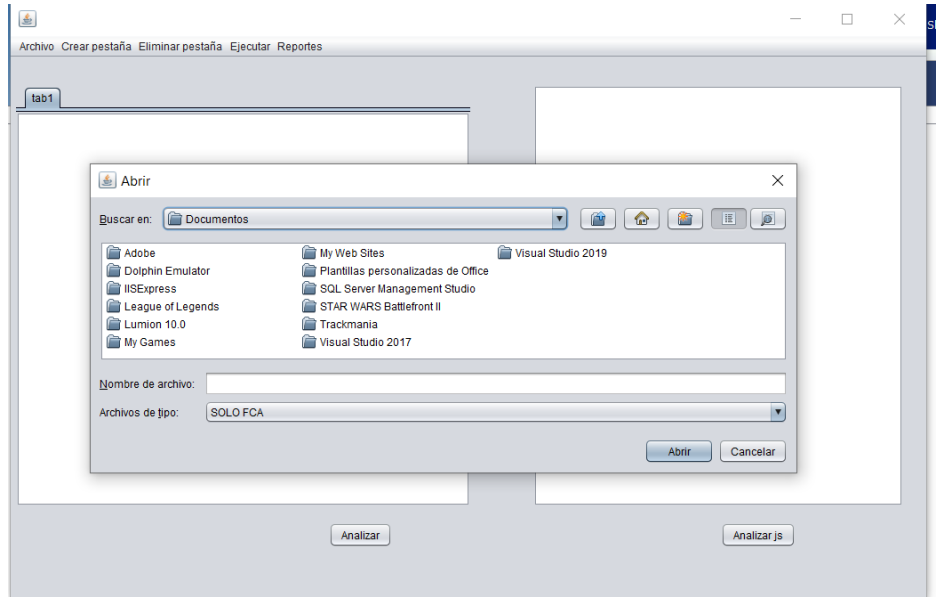 Archivo Crear pestaña Eliminar pestaña Ejecutar Reportes
tab1
Abrir
Buscar en: Documentos
Adobe
Dolphin Emulator
IISExpress
League of Legends
Lumion 10.0
My Games
My Web Sites
Plantillas personalizadas de Office
SQL Server Management Studio
STAR WARS Battlefront II
Trackmania
Visual Studio 2017
Visual Studio 2019
Nombre de archivo:
Archivos de tipo: SOLO FCA
Abrir Cancelar
Analizar Analizar js